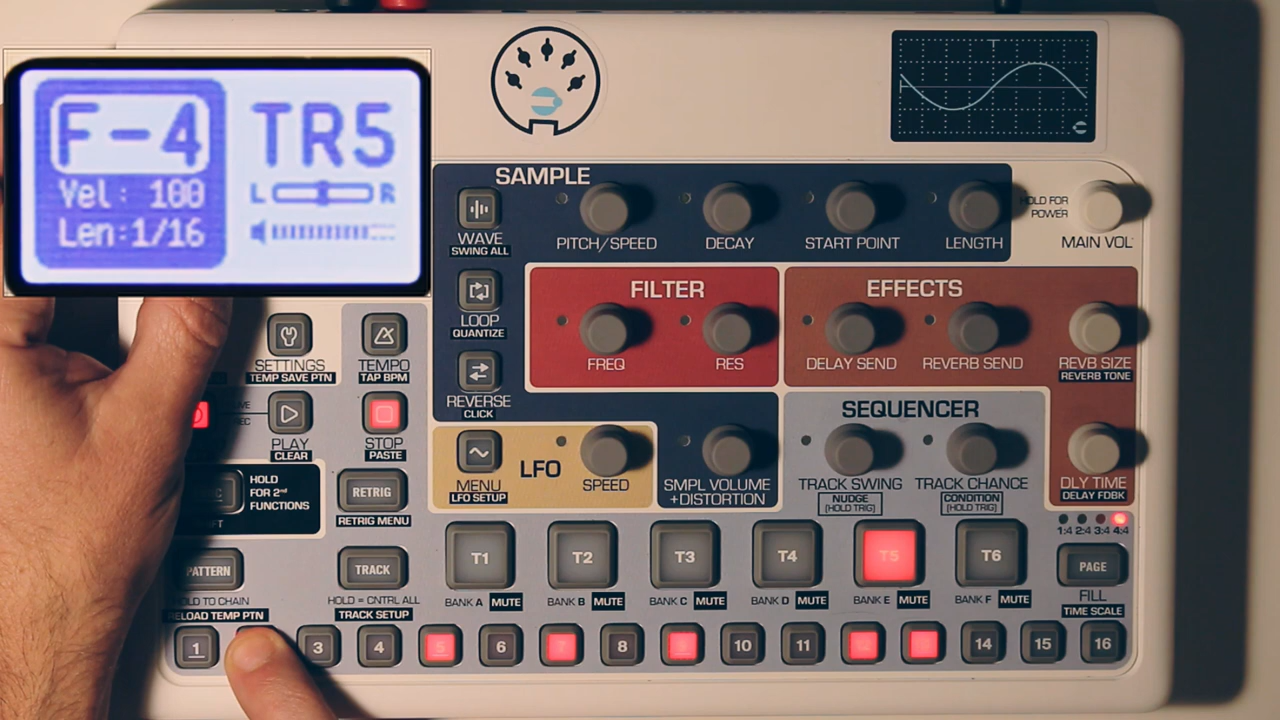 F-4 TR5
Vel: 100 L R
Len:1/16
SAMPLE
WAVE
SWING ALL
PITCH/SPEED DECAY START POINT LENGTH
HOLD FOR
POWER
MAIN VOL
LOOP
QUANTIZE
REVERSE
CLICK
FILTER
FREQ RES
EFFECTS
DELAY SEND REVERB SEND REVB SIZE
REVERB TONE
SETTINGS
TEMP SAVE PTN
TEMPO
TAP BPM
PLAY
CLEAR
STOP
PASTE
MENU
LFO SETUP
LFO
SPEED
SMPL VOLUME
+DISTORTION
SEQUENCER
TRACK SWING TRACK CHANCE
NUDGE
(HOLD TRIG)
CONDITION
(HOLD TRIG)
DLY TIME
DELAY FDBK
HOLD
FOR 2nd
FUNCTIONS
RETRIG
RETRIG MENU
1:4 2:4 3:4 4:4
PATTERN TRACK T1 T2 T3 T4 T5 T6 PAGE
HOLD = CNTRL ALL
TRACK SETUP
BANK A MUTE BANK B MUTE BANK C MUTE BANK D MUTE BANK E MUTE BANK F MUTE
FILL
TIME SCALE
TO CHAIN
TEMP PTN
1 3 4 5 6 7 8 9 10 11 12 13 14 15 16